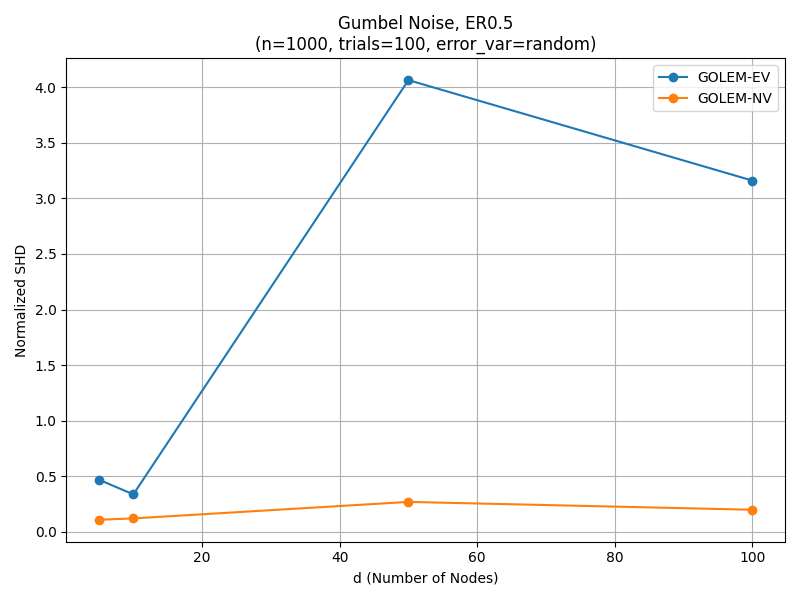 Gumbel Noise, ER0.5
(n=1000, trials=100, error_var=random)
GOLEM-EV
GOLEM-NV
Normalized SHD
4.0
3.5
3.0
2.5
2.0
1.5
1.0
0.5
0.0
20
40
60
80
100
d (Number of Nodes)